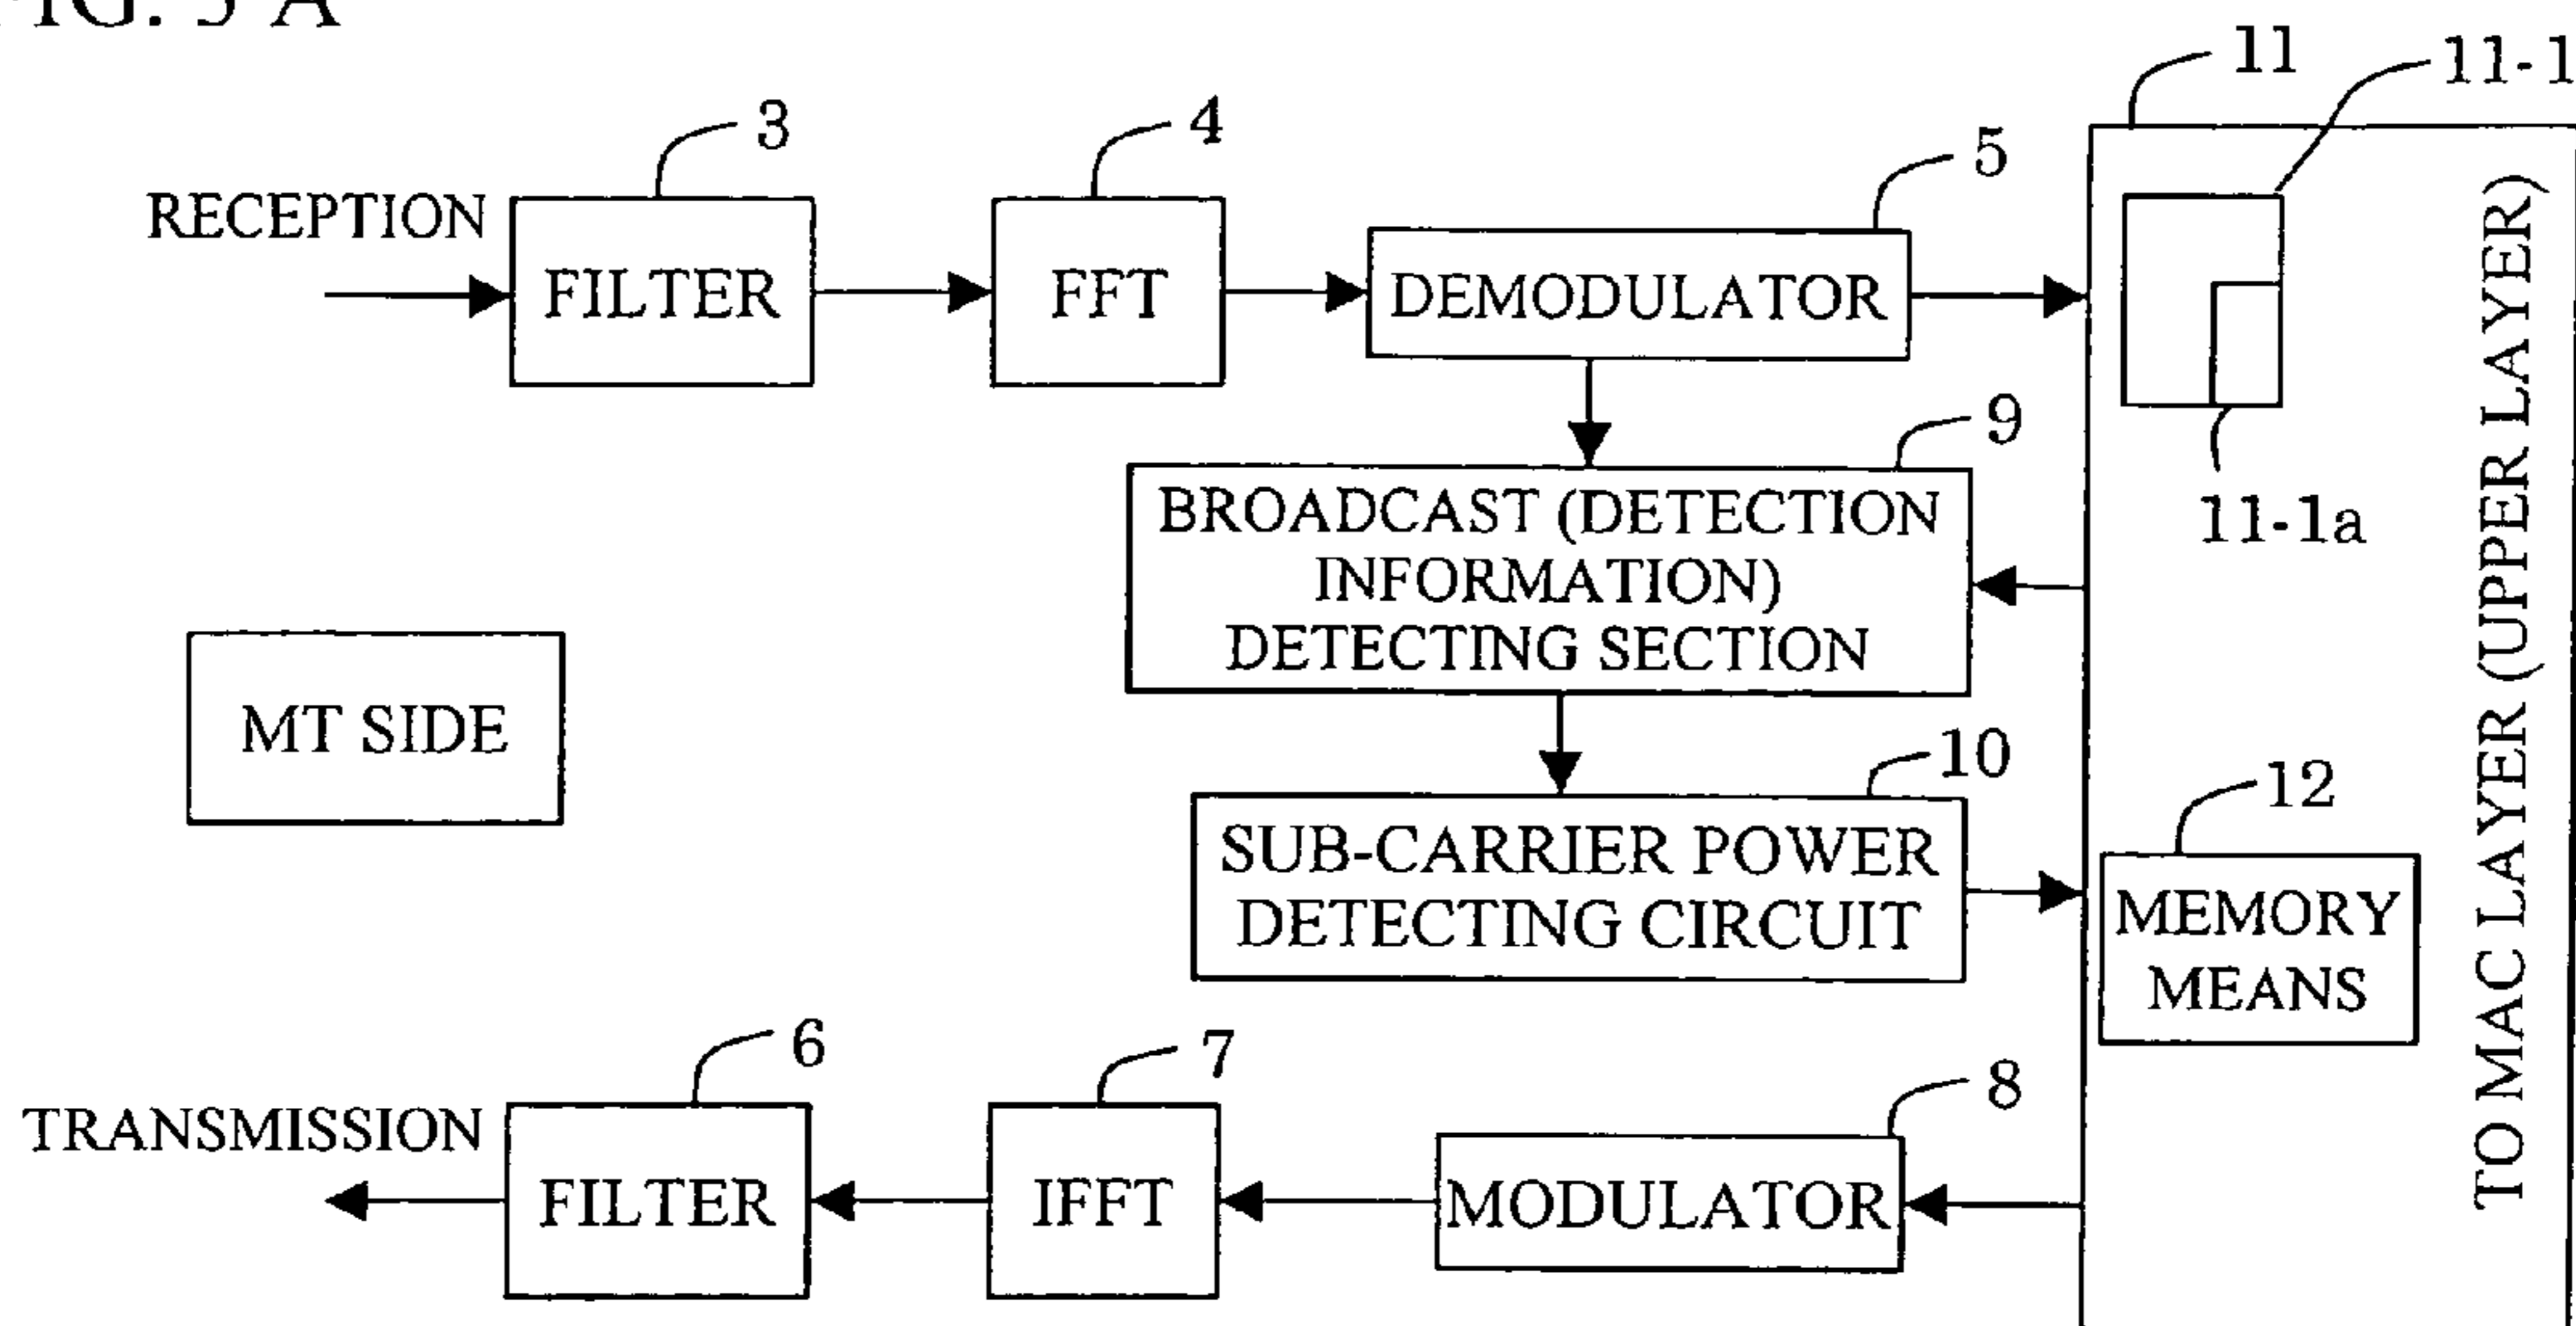 FIG. 3 A
11
11-1
3
4
5
RECEPTION
FILTER
FFT
DEMODULATOR
9
11-1a
BROADCAST (DETECTION
INFORMATION)
DETECTING SECTION
MT SIDE
10
SUB-CARRIER POWER
DETECTING CIRCUIT
12
MEMORY
MEANS
TO MAC LAYER (UPPER LAYER)
6
7
8
TRANSMISSION
FILTER
IFFT
MODULATOR